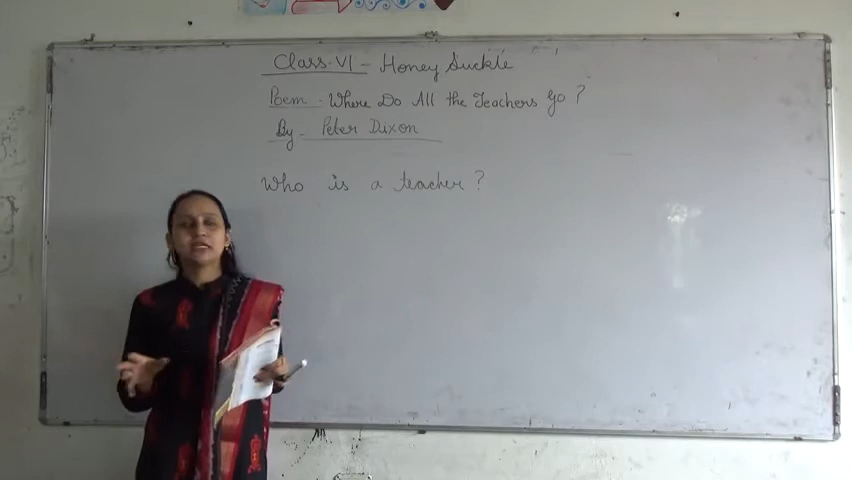 Class-VI - Honey Suckle
Poem - Where Do All the Teachers Go?
By - Peter Dixon
Who is a teacher?